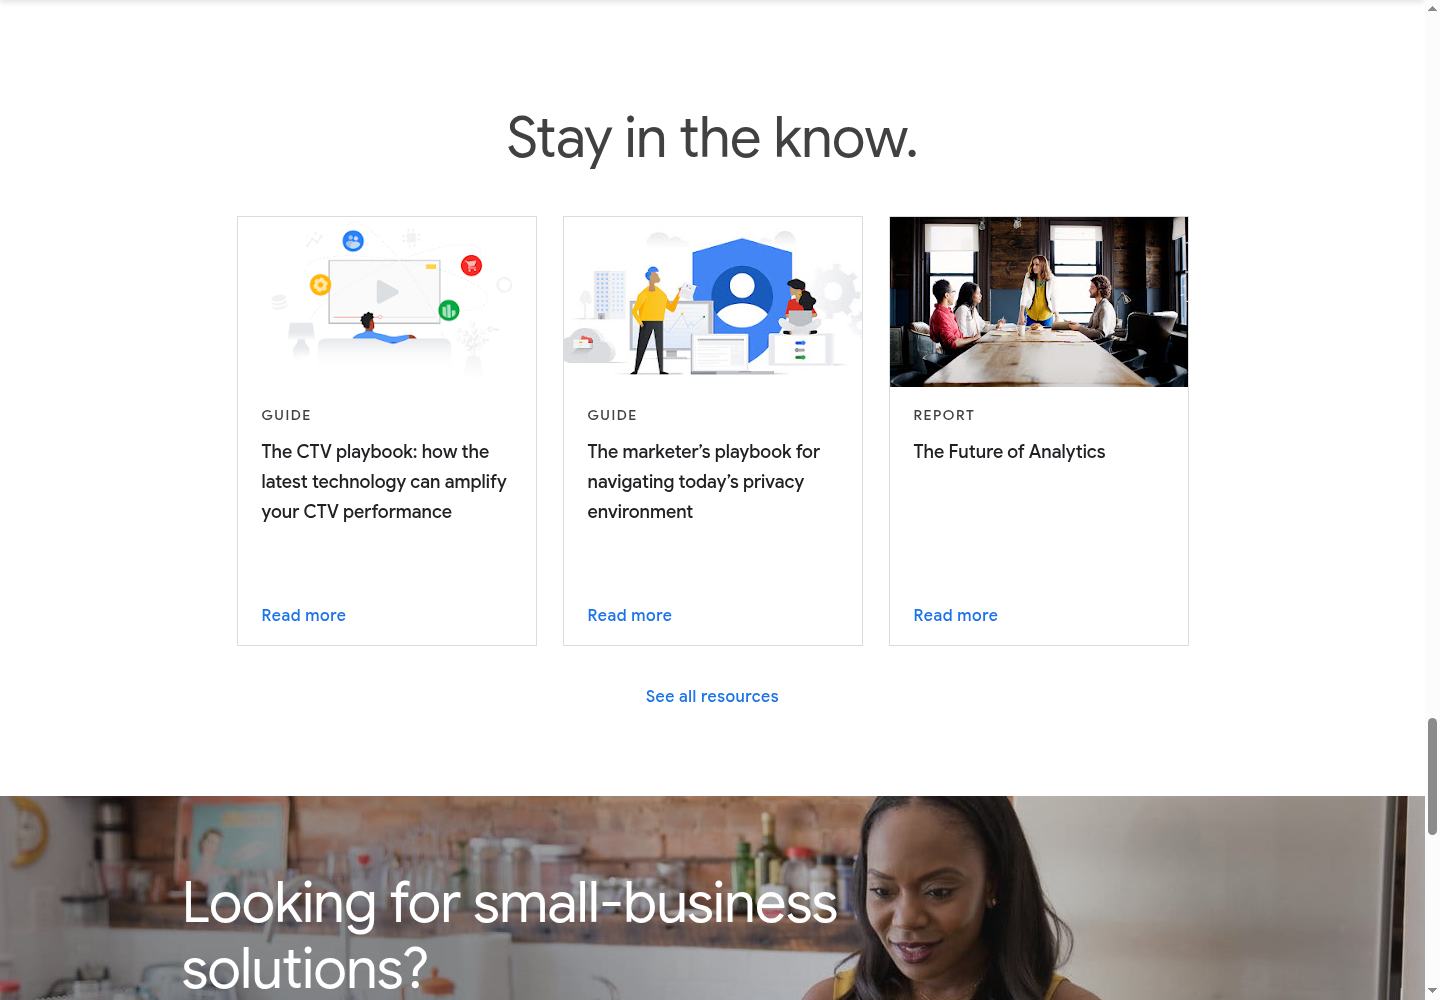 Stay in the know.
GUIDE
The CTV playbook: how the
latest technology can amplify
your CTV performance
Read more
GUIDE
The marketer’s playbook for
navigating today’s privacy
environment
Read more
REPORT
The Future of Analytics
Read more
See all resources
Looking for small-business
solutions?